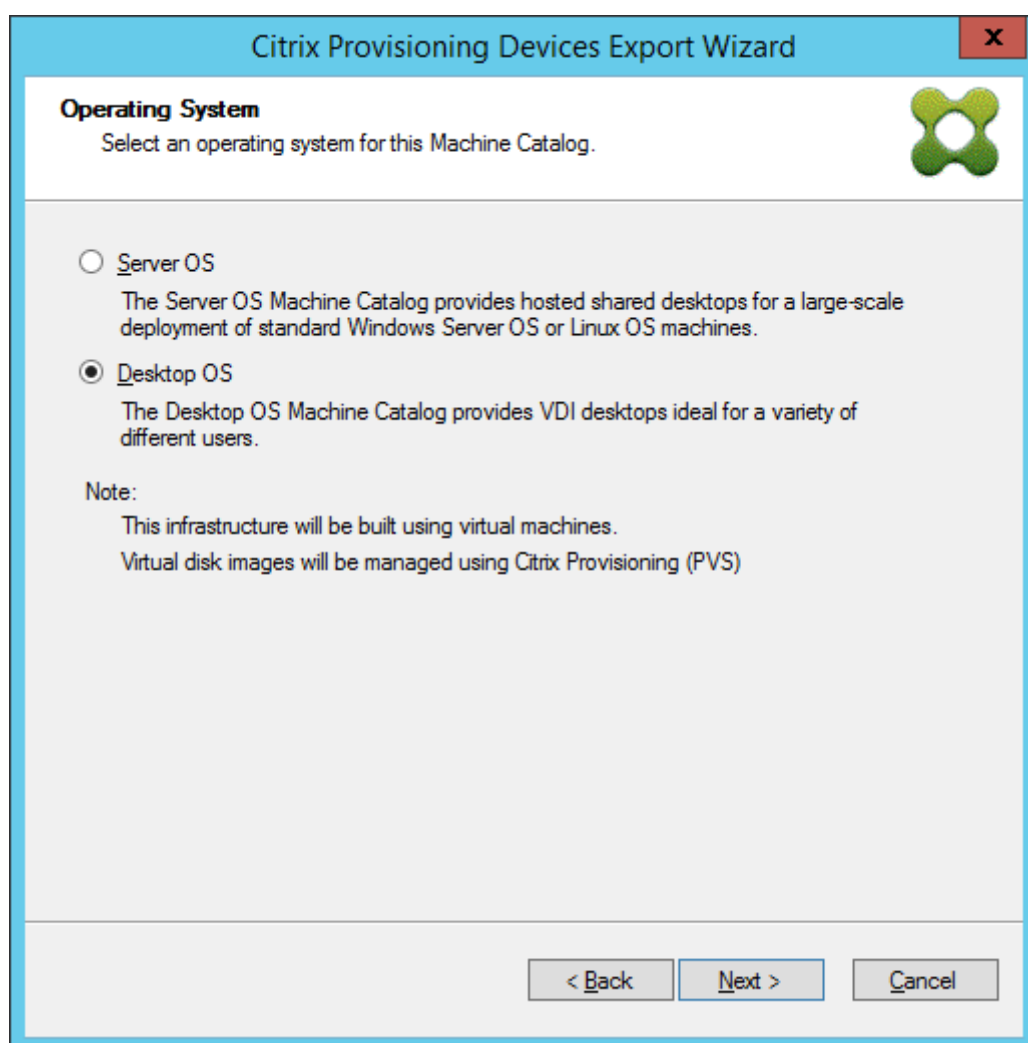 Citrix Provisioning Devices Export Wizard
x
Operating System
Select an operating system for this Machine Catalog.
Server OS
The Server OS Machine Catalog provides hosted shared desktops for a large-scale
deployment of standard Windows Server OS or Linux OS machines.
Desktop OS
The Desktop OS Machine Catalog provides VDI desktops ideal for a variety of
different users.
Note:
This infrastructure will be built using virtual machines.
Virtual disk images will be managed using Citrix Provisioning (PVS)
< Back
Next >
Cancel